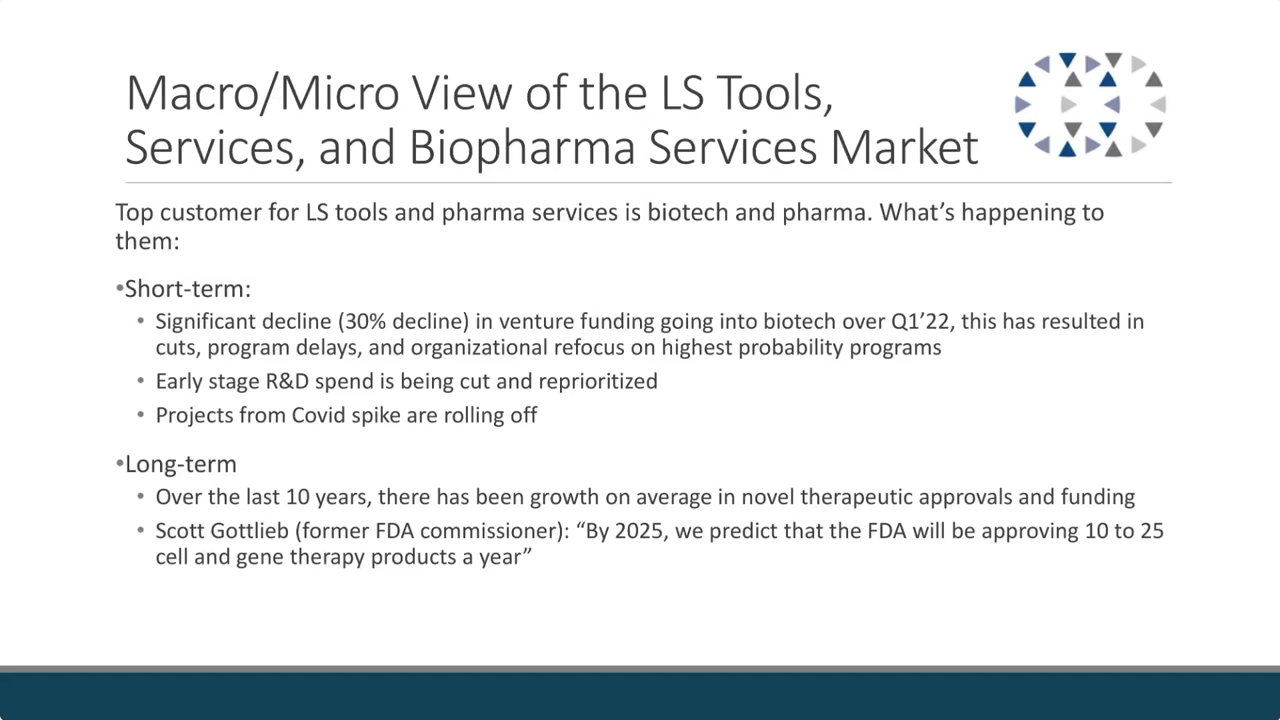 Macro/Micro View of the LS Tools,
Services, and Biopharma Services Market
Top customer for LS tools and pharma services is biotech and pharma. What’s happening to
them:
•Short-term:
• Significant decline (30% decline) in venture funding going into biotech over Q1’22, this has resulted in
cuts, program delays, and organizational refocus on highest probability programs
• Early stage R&D spend is being cut and reprioritized
• Projects from Covid spike are rolling off
•Long-term
• Over the last 10 years, there has been growth on average in novel therapeutic approvals and funding
• Scott Gottlieb (former FDA commissioner): “By 2025, we predict that the FDA will be approving 10 to 25
cell and gene therapy products a year”